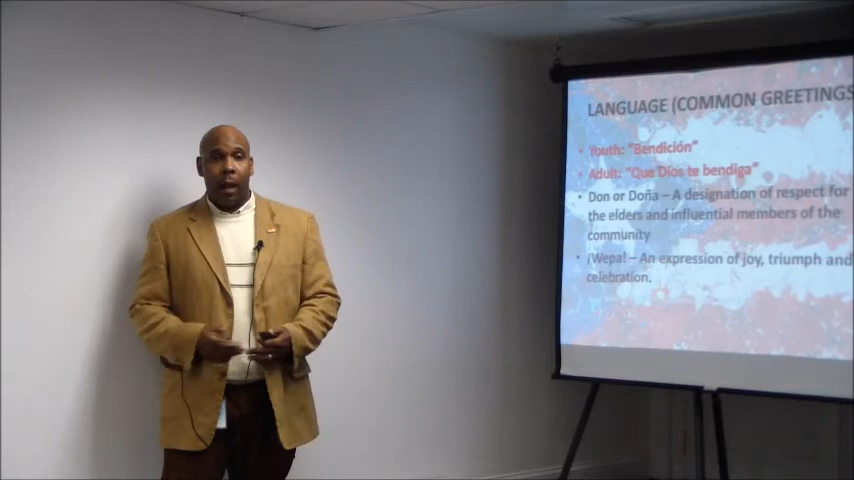 LANGUAGE (COMMON GREETINGS
• Youth: "Bendición"
• Adult: "Que Díos te bendiga"
• Don or Doña – A designation of respect for
the elders and influential members of the
community
• ¡Wepa! – An expression of joy, triumph and
celebration.